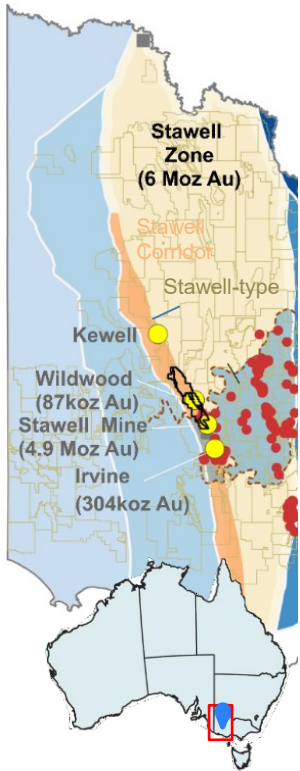 Stawell
Zone
(6 Moz Au)
Stawell
Corridor
Stawell-type
Kewell
Wildwood
(87koz Au)
Stawell Mine
(4.9 Moz Au)
Irvine
(304koz Au)